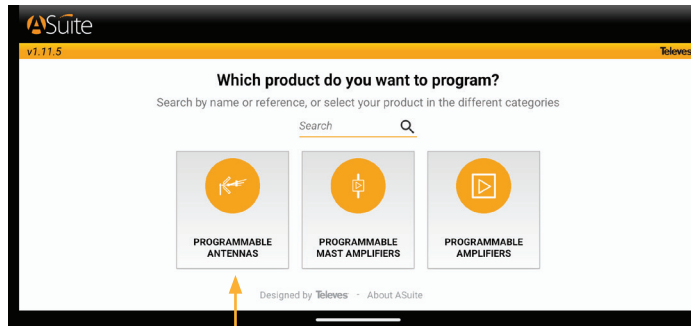 ASuite
v1.11.5 Televes
Which product do you want to program?
Search by name or reference, or select your product in the different categories
Search
PROGRAMMABLE ANTENNAS
PROGRAMMABLE MAST AMPLIFIERS
PROGRAMMABLE AMPLIFIERS
Designed by Televes - About ASuite